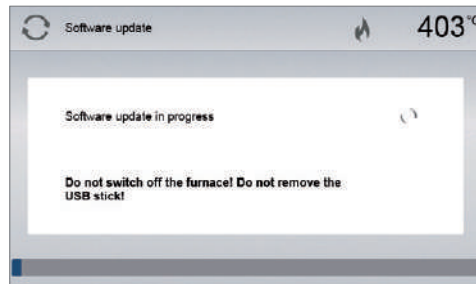 Software update
403°C
Software update in progress
Do not switch off the furnace! Do not remove the
USB stick!